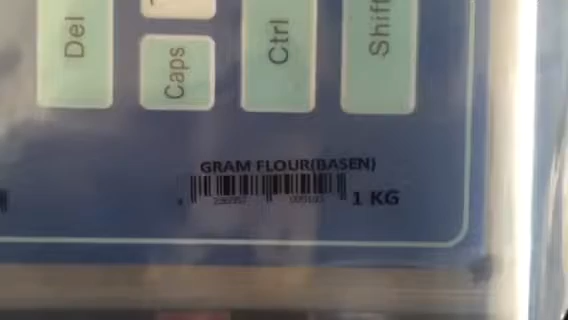 Del
Caps
Ctrl
Shift
GRAM FLOUR(BASEN)
1 KG